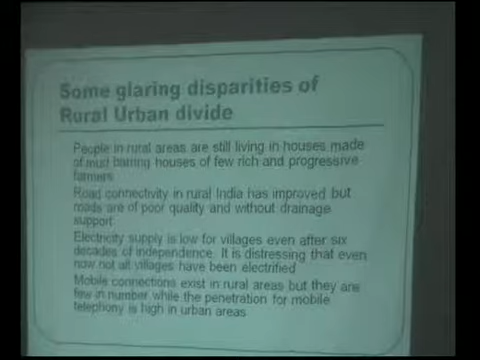 Some glaring disparities of
Rural Urban divide
People in rural areas are still living in houses made
of mud barring houses of few rich and progressive
farmers
Road connectivity in rural India has improved but
roads are of poor quality and without drainage
support
Electricity supply is low for villages even after six
decades of independence. It is distressing that even
now not all villages have been electrified
Mobile connections exist in rural areas but they are
few in number while the penetration for mobile
telephony is high in urban areas